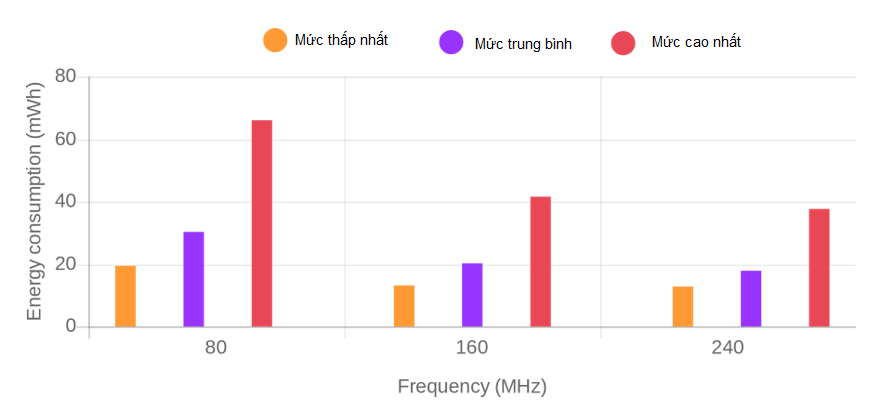 Mức thấp nhất
Mức trung bình
Mức cao nhất
Energy consumption (mWh)
80
60
40
20
0
80
160
240
Frequency (MHz)